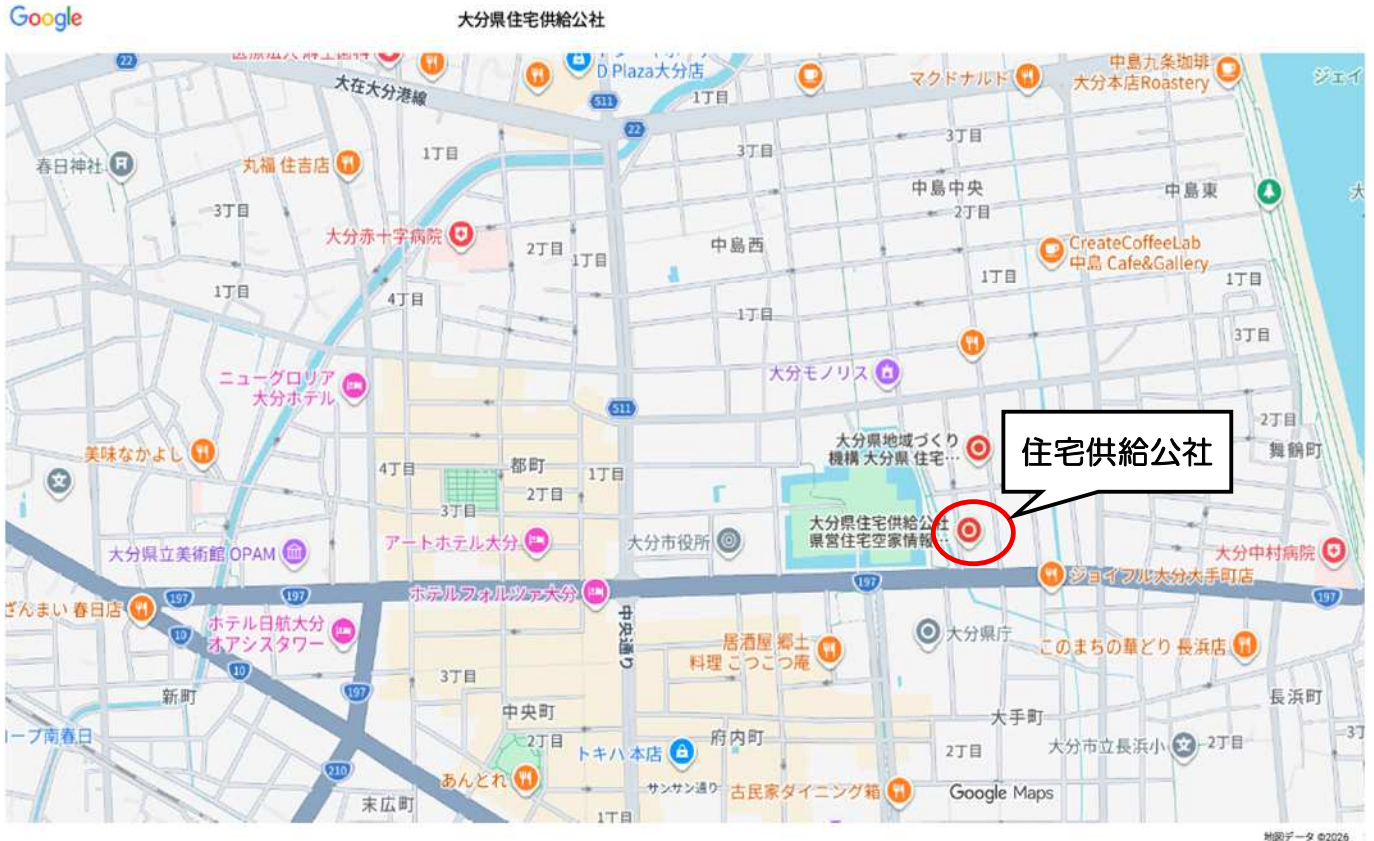 Google
大分県住宅供給公社
22
D Plaza大分店
大在大分港線
511
1丁目
マクドナルド
中島九条珈琲
大分本店Roastery
ジェイ
22
3丁目
3丁目
春日神社
丸福 住吉店
1丁目
3丁目
中島中央
2丁目
中島東
大
大分赤十字病院
2丁目
1丁目
中島西
CreateCoffeeLab
中島 Cafe&Gallery
1丁目
4丁目
1丁目
1丁目
1丁目
3丁目
ニューグロリア
大分ホテル
大分モノリス
511
2丁目
舞鶴町
美味なかよし
4丁目
都町
2丁目
1丁目
3丁目
大分県地域づくり
機構 大分県 住宅…
住宅供給公社
大分県立美術館 OPAM
アートホテル大分
大分市役所
大分県住宅供給公社
県営住宅空家情報…
大分中村病院
197
ジョイフル大分大手町店
197
ざんまい 春日店
197
197
ホテルフォルツァ大分
10
ホテル日航大分
オアシスタワー
中央通り
居酒屋 郷土
料理 こつこつ庵
大分県庁
このまちの華どり 長浜店
10
新町
197
3丁目
中央町
2丁目
大手町
長浜町
ープ南春日
210
トキハ 本店
府内町
2丁目
大分市立長浜小
2丁目
あんとれ
末広町
サンサン通り
古民家ダイニング箱
Google Maps
1丁目
地図データ ©2026